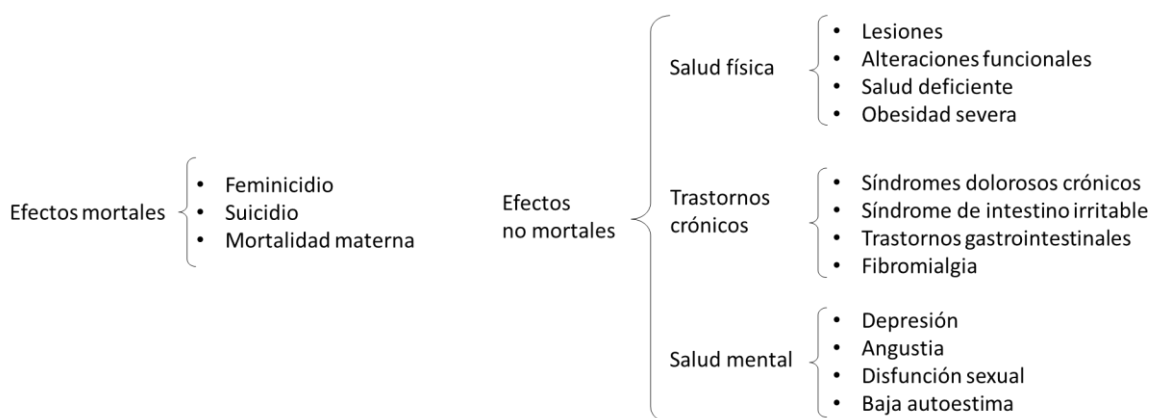 Efectos mortales
• Feminicidio
• Suicidio
• Mortalidad materna
Efectos
no mortales
Salud física
• Lesiones
• Alteraciones funcionales
• Salud deficiente
• Obesidad severa
Trastornos
crónicos
• Síndromes dolorosos crónicos
• Síndrome de intestino irritable
• Trastornos gastrointestinales
• Fibromialgia
Salud mental
• Depresión
• Angustia
• Disfunción sexual
• Baja autoestima